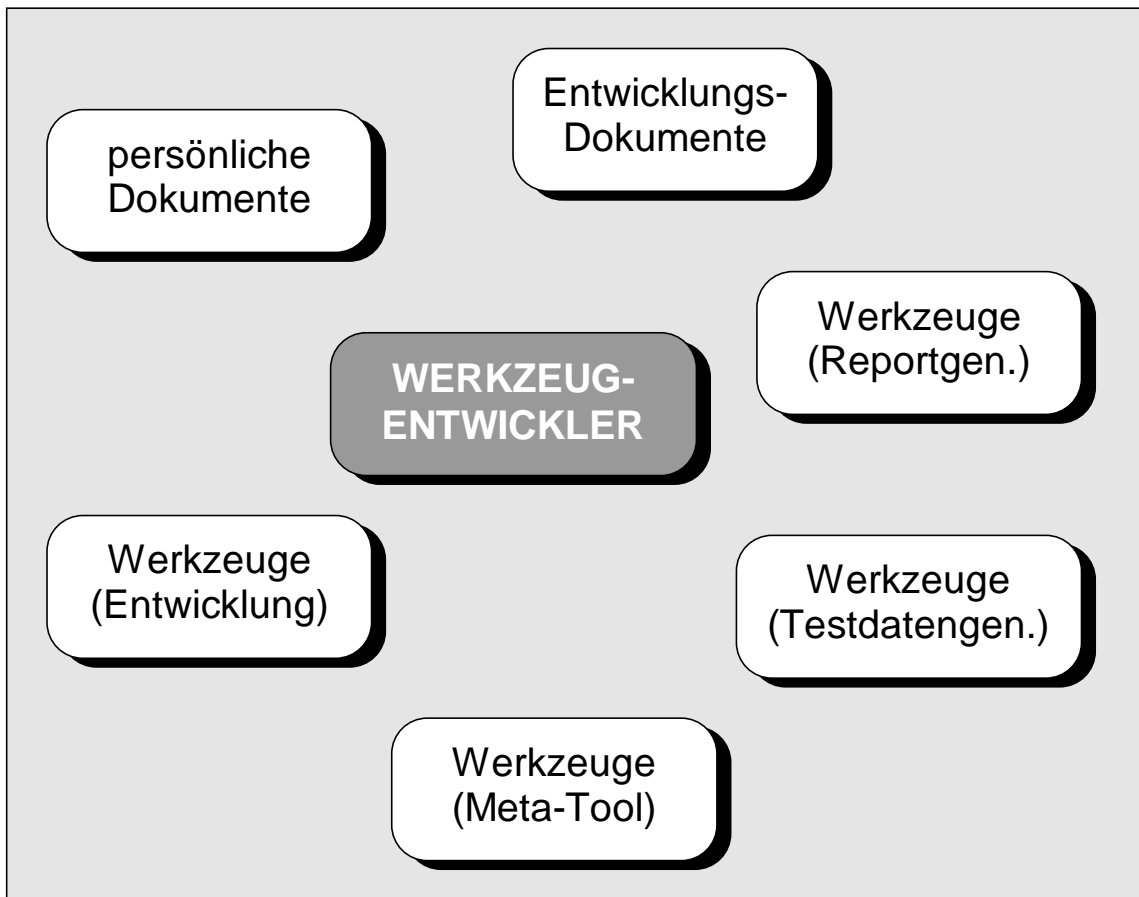 Entwicklungs-
Dokumente
persönliche
Dokumente
Werkzeuge
(Reportgen.)
WERKZEUG-
ENTWICKLER
Werkzeuge
(Entwicklung)
Werkzeuge
(Testdatengen.)
Werkzeuge
(Meta-Tool)